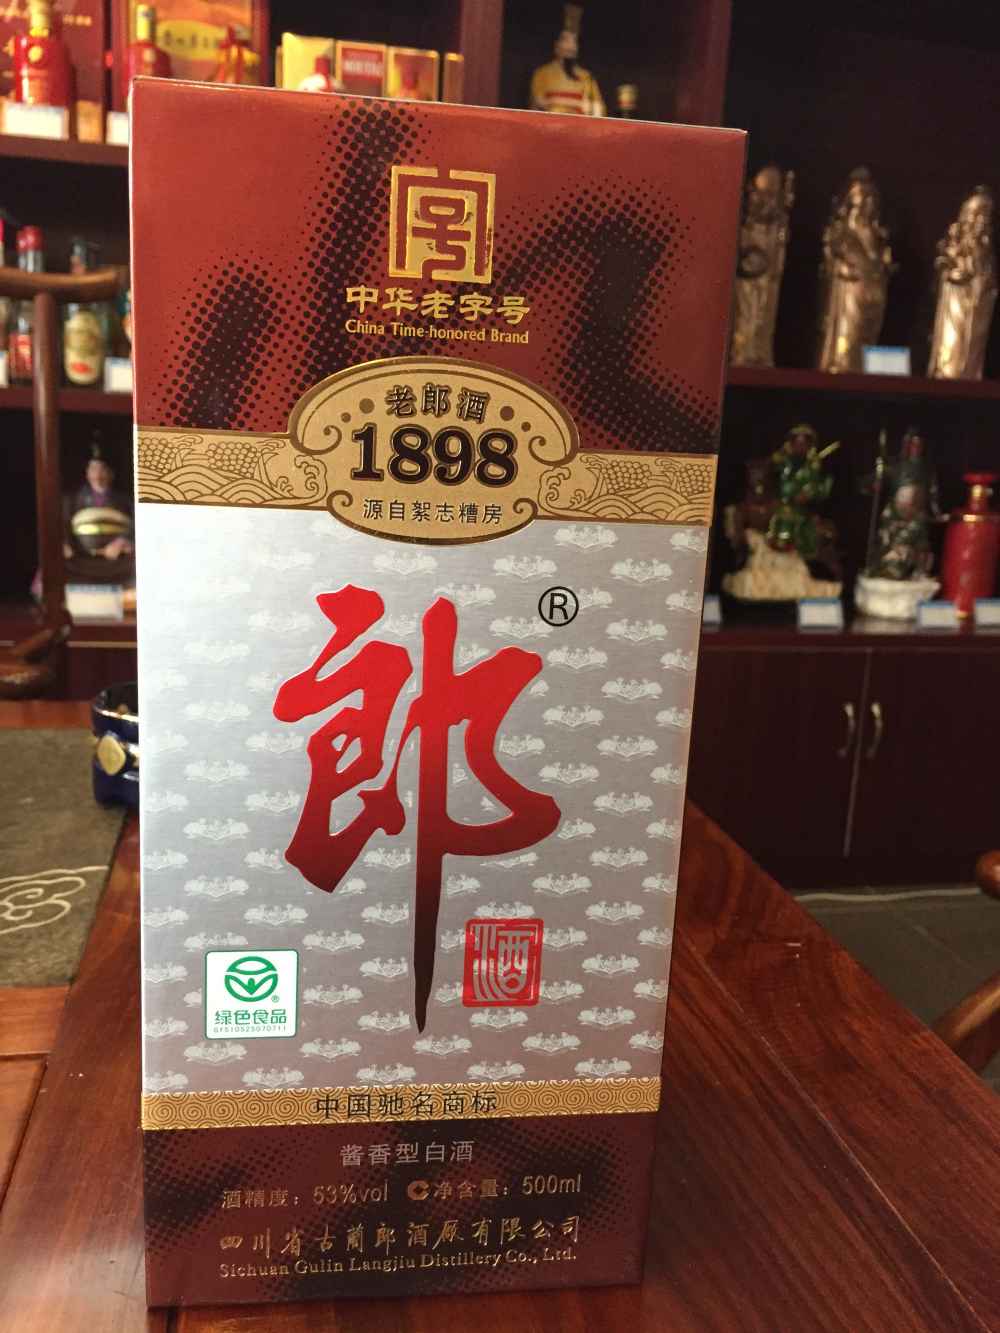 中华老字号
China Time-honored Brand
老郎酒
1898
源自絮志糟房
郎®
酒
绿色食品
GF510525070711
中国驰名商标
酱香型白酒
酒精度：53%vol 净含量：500ml
四川省古蔺郎酒厂有限公司
Sichuan Gulin Langjiu Distillery Co., Ltd.